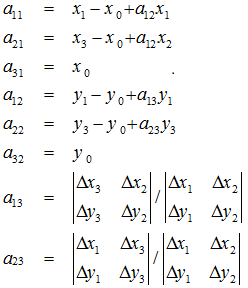 a₁₁ = x₁ − x₀+a₁₂x₁
a₂₁ = x₃ − x₀+a₁₂x₂
a₃₁ = x₀ .
a₁₂ = y₁ − y₀+a₁₃y₁
a₂₂ = y₃ − y₀+a₂₃y₃
a₃₂ = y₀
a₁₃ = |Δx₃ Δx₂; Δy₃ Δy₂| / |Δx₁ Δx₂; Δy₁ Δy₂|
a₂₃ = |Δx₁ Δx₃; Δy₁ Δy₃| / |Δx₁ Δx₂; Δy₁ Δy₂|